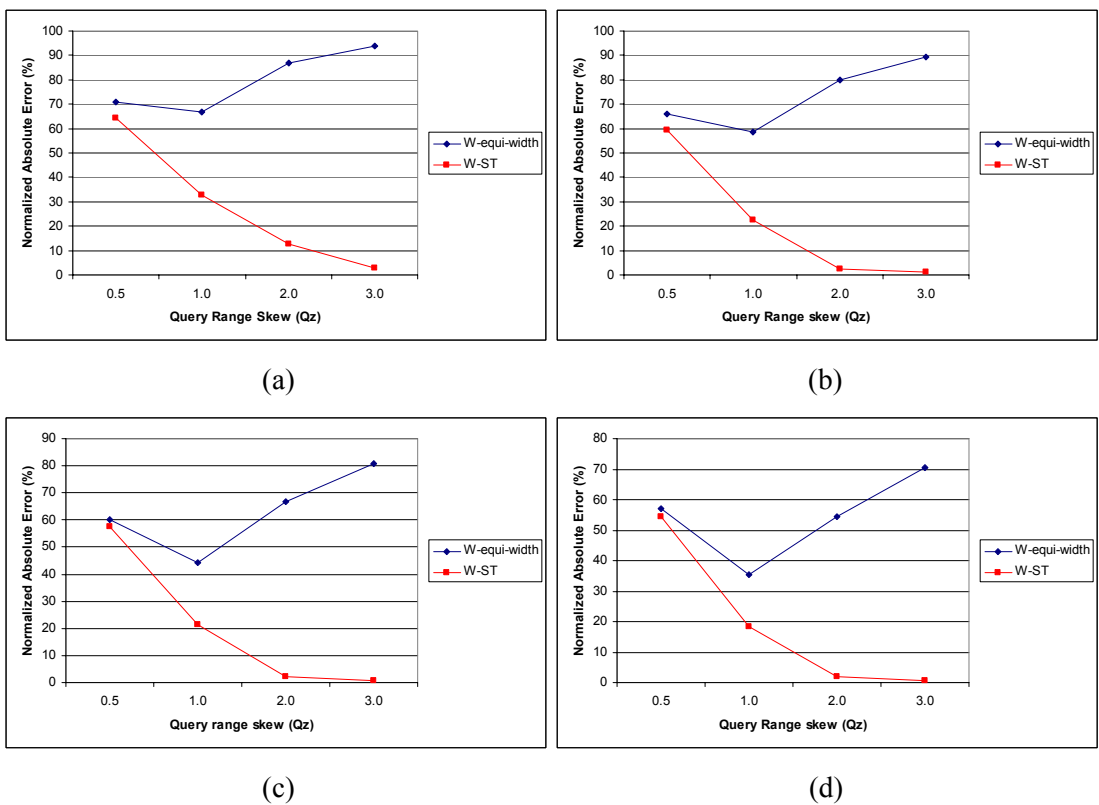 100
90
80
70
60
50
40
30
20
10
0
Normalized Absolute Error (%)
0.5 1.0 2.0 3.0
Query Range Skew (Qz)
W-equi-width
W-ST
(a)
100
90
80
70
60
50
40
30
20
10
0
Normalized Absolute Error (%)
0.5 1.0 2.0 3.0
Query Range skew (Qz)
W-equi-width
W-ST
(b)
90
80
70
60
50
40
30
20
10
0
Normalized Absolute Error (%)
0.5 1.0 2.0 3.0
Query range skew (Qz)
W-equi-width
W-ST
(c)
80
70
60
50
40
30
20
10
0
Normalized Absolute Error (%)
0.5 1.0 2.0 3.0
Query Range skew (Qz)
W-equi-width
W-ST
(d)